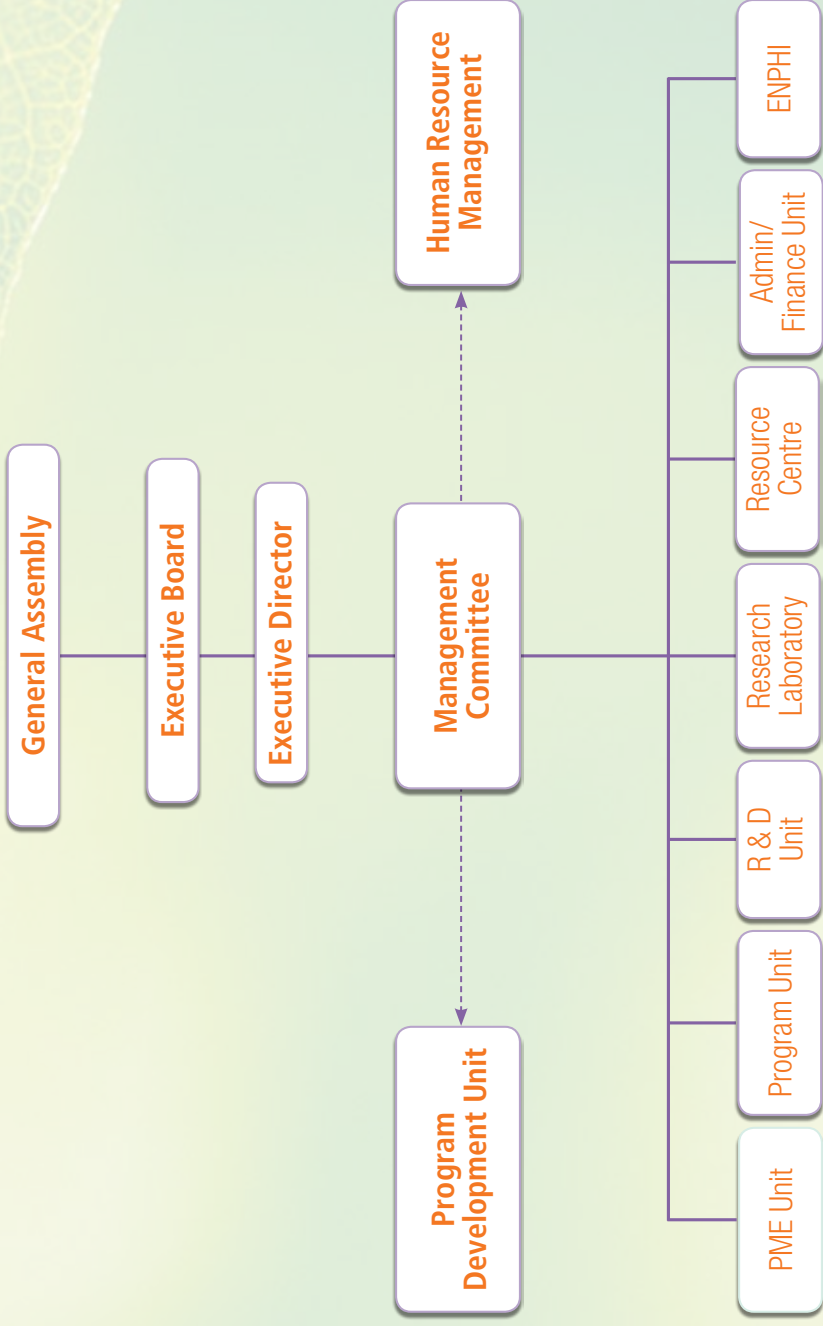 General Assembly
Executive Board
Executive Director
Program
Development Unit
Management
Committee
Human Resource
Management
PME Unit
Program Unit
R & D
Unit
Research
Laboratory
Resource
Centre
Admin/
Finance Unit
ENPHI